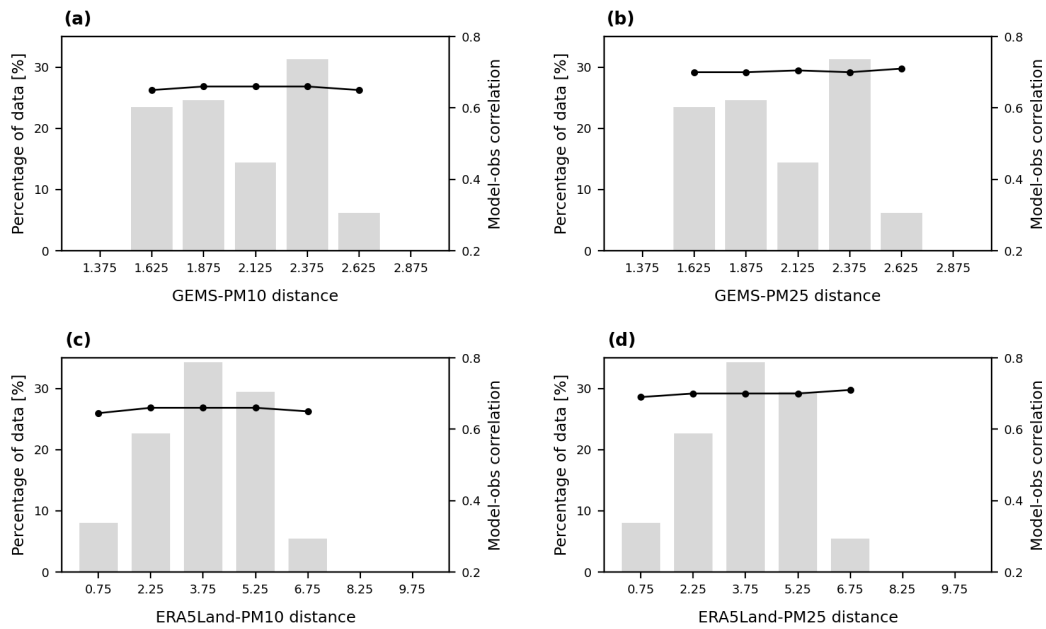 (a)
Percentage of data [%]
30
20
10
0
0.8
0.6
0.4
0.2
Model-obs correlation
1.375 1.625 1.875 2.125 2.375 2.625 2.875
GEMS-PM10 distance
(b)
Percentage of data [%]
30
20
10
0
0.8
0.6
0.4
0.2
Model-obs correlation
1.375 1.625 1.875 2.125 2.375 2.625 2.875
GEMS-PM25 distance
(c)
Percentage of data [%]
30
20
10
0
0.8
0.6
0.4
0.2
Model-obs correlation
0.75 2.25 3.75 5.25 6.75 8.25 9.75
ERA5Land-PM10 distance
(d)
Percentage of data [%]
30
20
10
0
0.8
0.6
0.4
0.2
Model-obs correlation
0.75 2.25 3.75 5.25 6.75 8.25 9.75
ERA5Land-PM25 distance